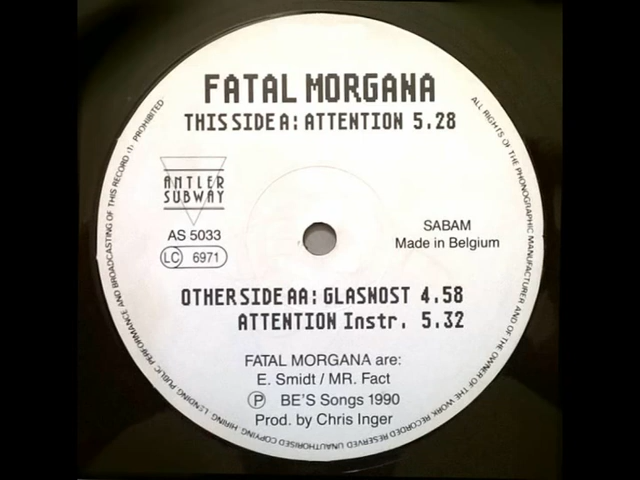 FATAL MORGANA
THIS SIDE A: ATTENTION 5.28
ANTLER
SUBWAY
AS 5033
LC 6971
SABAM
Made in Belgium
OTHER SIDE AA: GLASNOST 4.58
ATTENTION Instr. 5.32
FATAL MORGANA are:
E. Smidt / MR. Fact
Ⓟ BE'S Songs 1990
Prod. by Chris Inger
ALL RIGHTS OF THE PHONOGRAPHIC MANUFACTURER AND OF THE OWNER OF THE WORK RECORDED RESERVED UNAUTHORISED COPYING, HIRING, LENDING, PUBLIC PERFORMANCE AND BROADCASTING OF THIS RECORD (1) PROHIBITED